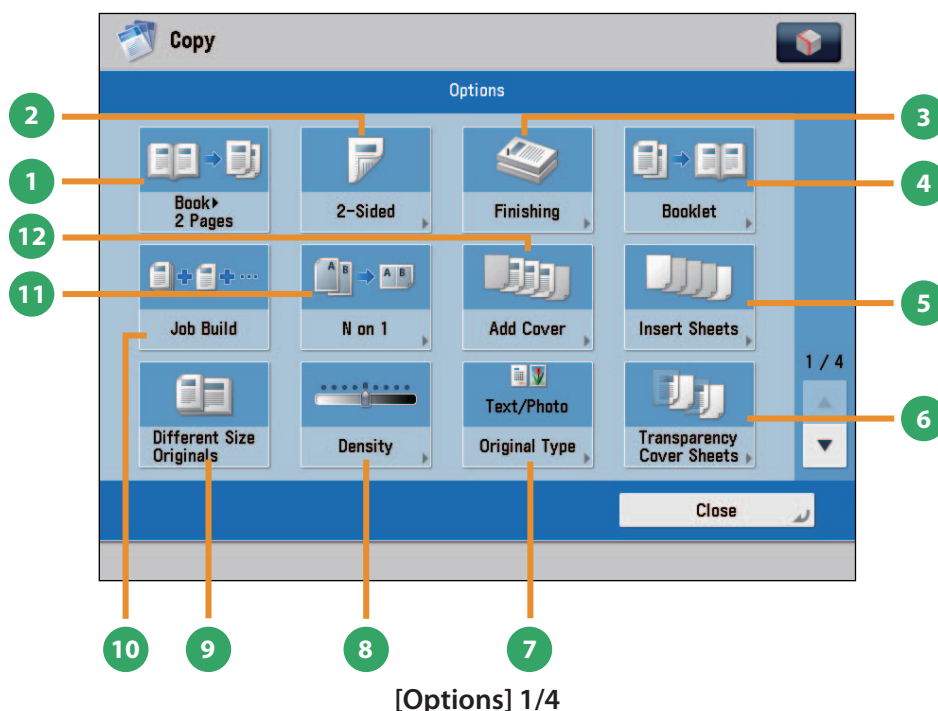 Copy
Options
2
3
1
4
Book▸
2 Pages
2-Sided
Finishing
Booklet
12
11
A B → A B
5
Job Build
N on 1
Add Cover
Insert Sheets
1 / 4
Text/Photo
6
Different Size
Originals
Density
Original Type
Transparency
Cover Sheets
Close
10
9
8
7
[Options] 1/4